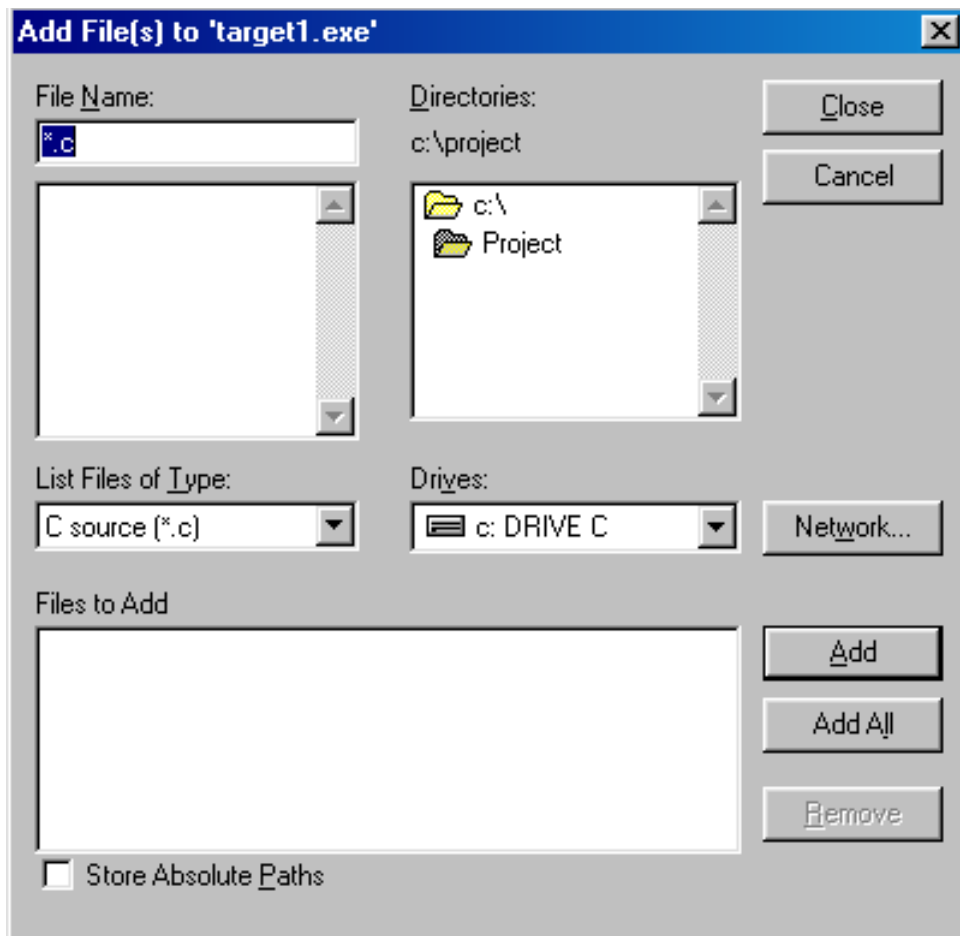 Add File(s) to 'target1.exe'
File Name:
*.c
Directories:
c:\project
Close
Cancel
c:\
Project
List Files of Type:
C source (*.c)
Drives:
c: DRIVE C
Network...
Files to Add
Add
Add All
Remove
Store Absolute Paths